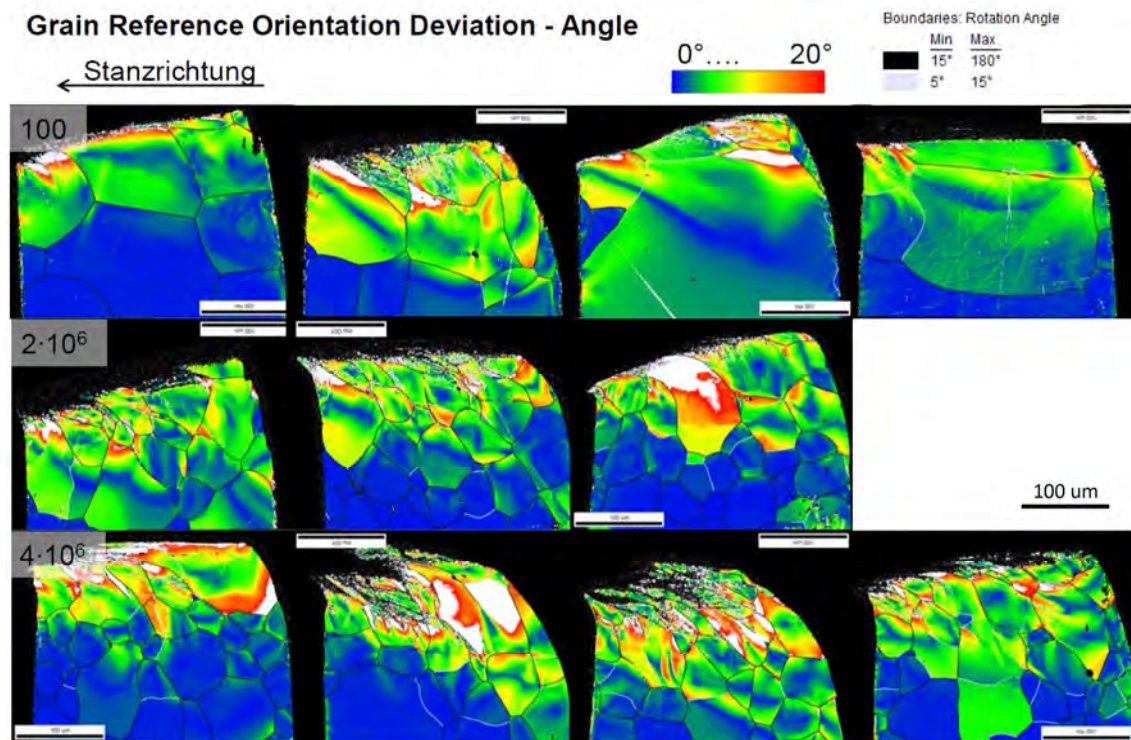 Grain Reference Orientation Deviation - Angle
Stanzrichtung
0° .... 20°
Boundaries: Rotation Angle
Min Max
15° 180°
5° 15°
100
2·10⁶
100 um
4·10⁶